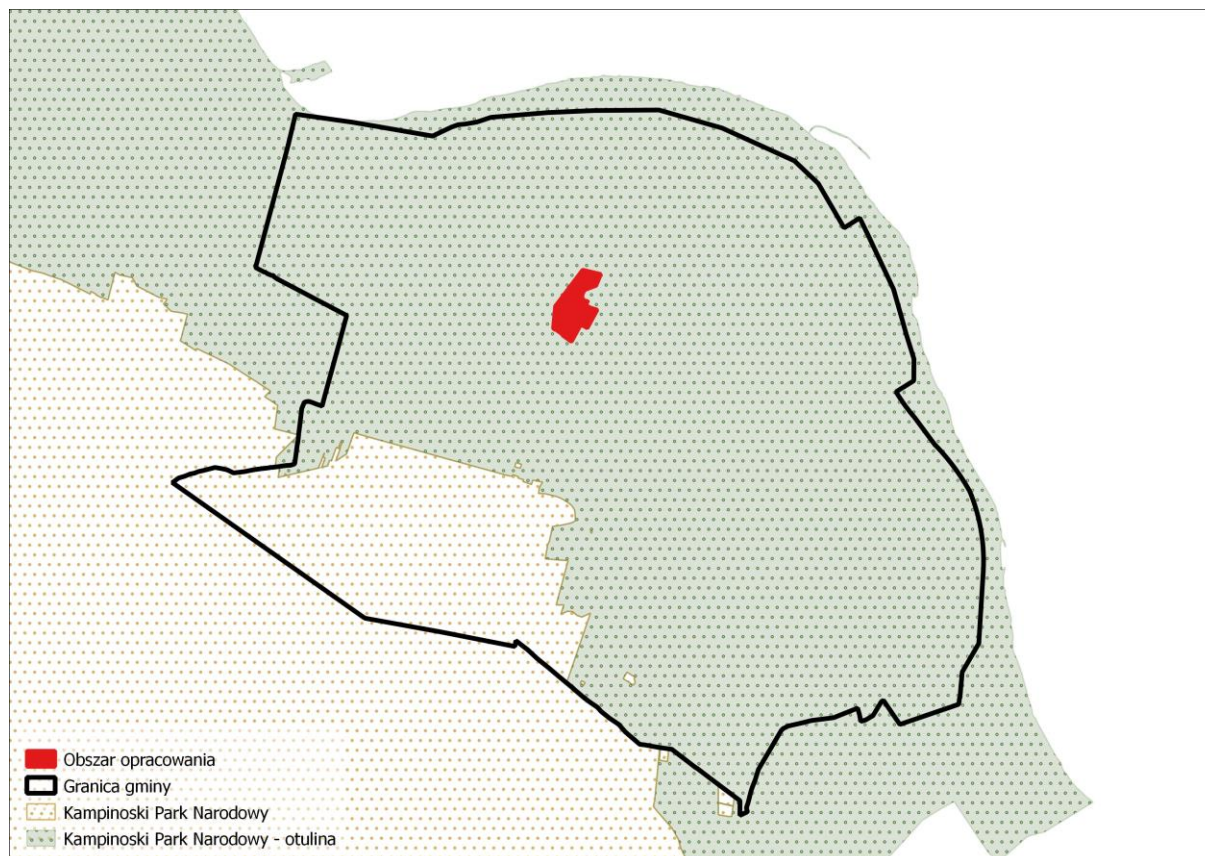 Obszar opracowania
Granica gminy
Kampinoski Park Narodowy
Kampinoski Park Narodowy - otulina